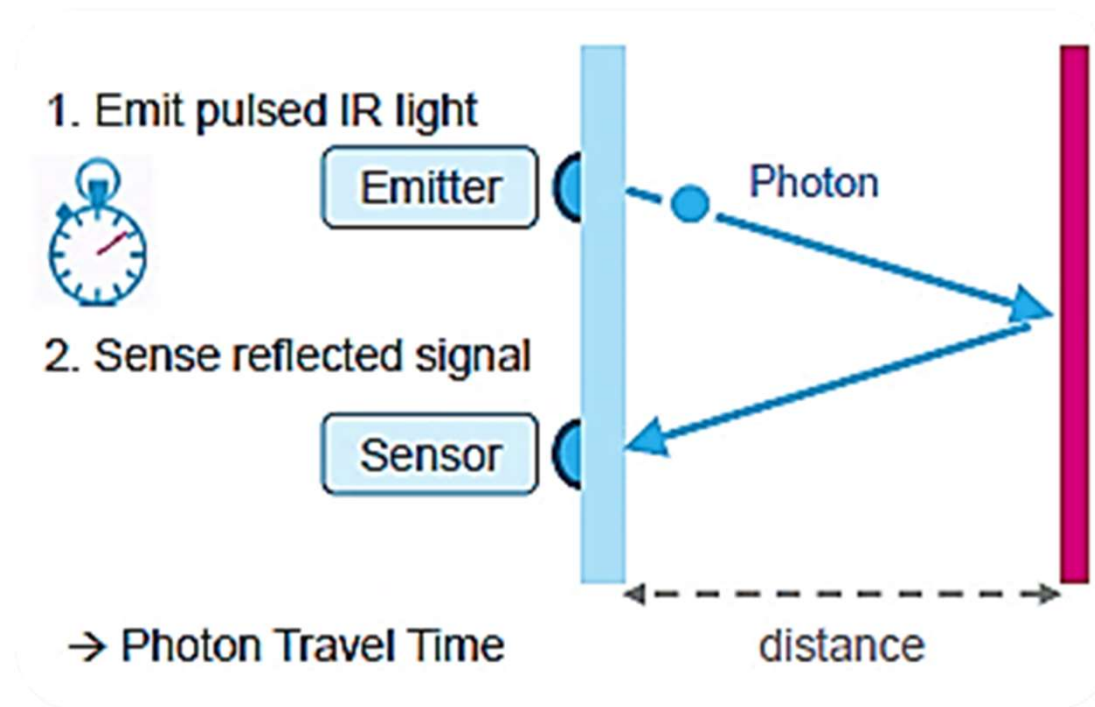 1. Emit pulsed IR light
Emitter
Photon
2. Sense reflected signal
Sensor
→ Photon Travel Time
distance